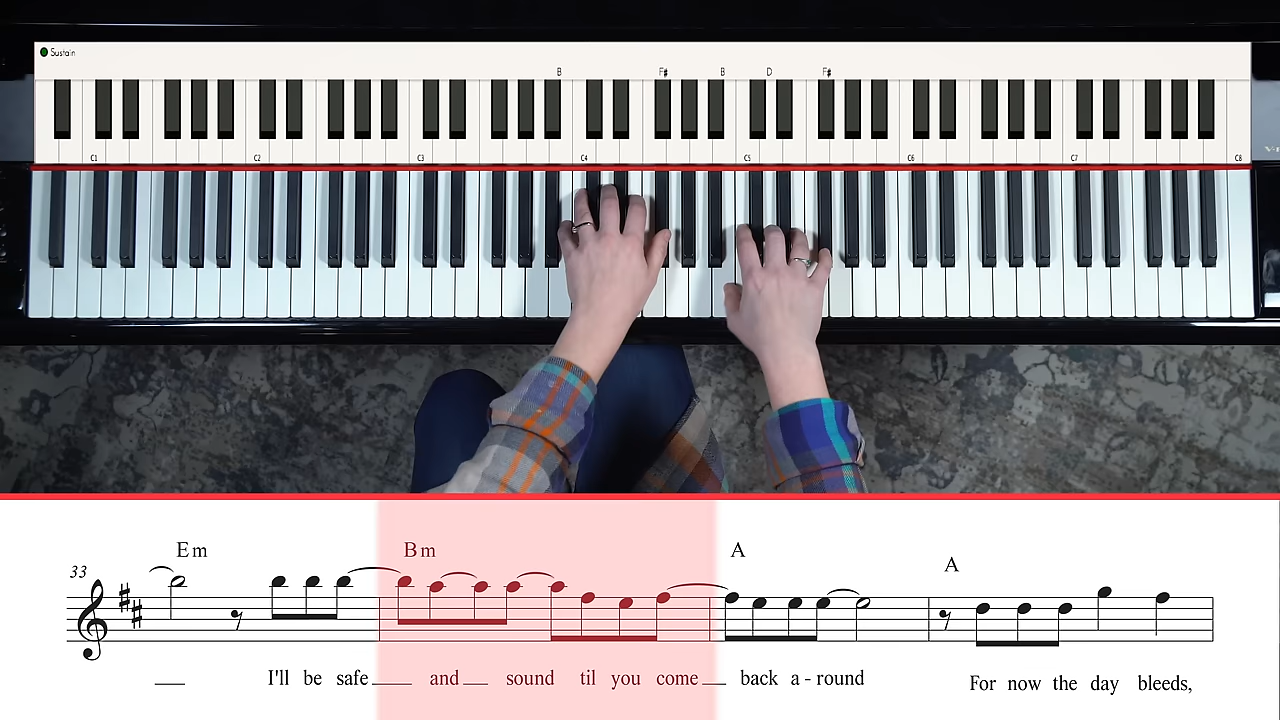 Sustain
B F# B D F#
C1 C2 C3 C4 C5 C6 C7 C8
Em Bm A A
33
I'll be safe and sound til you come back a - round For now the day bleeds,